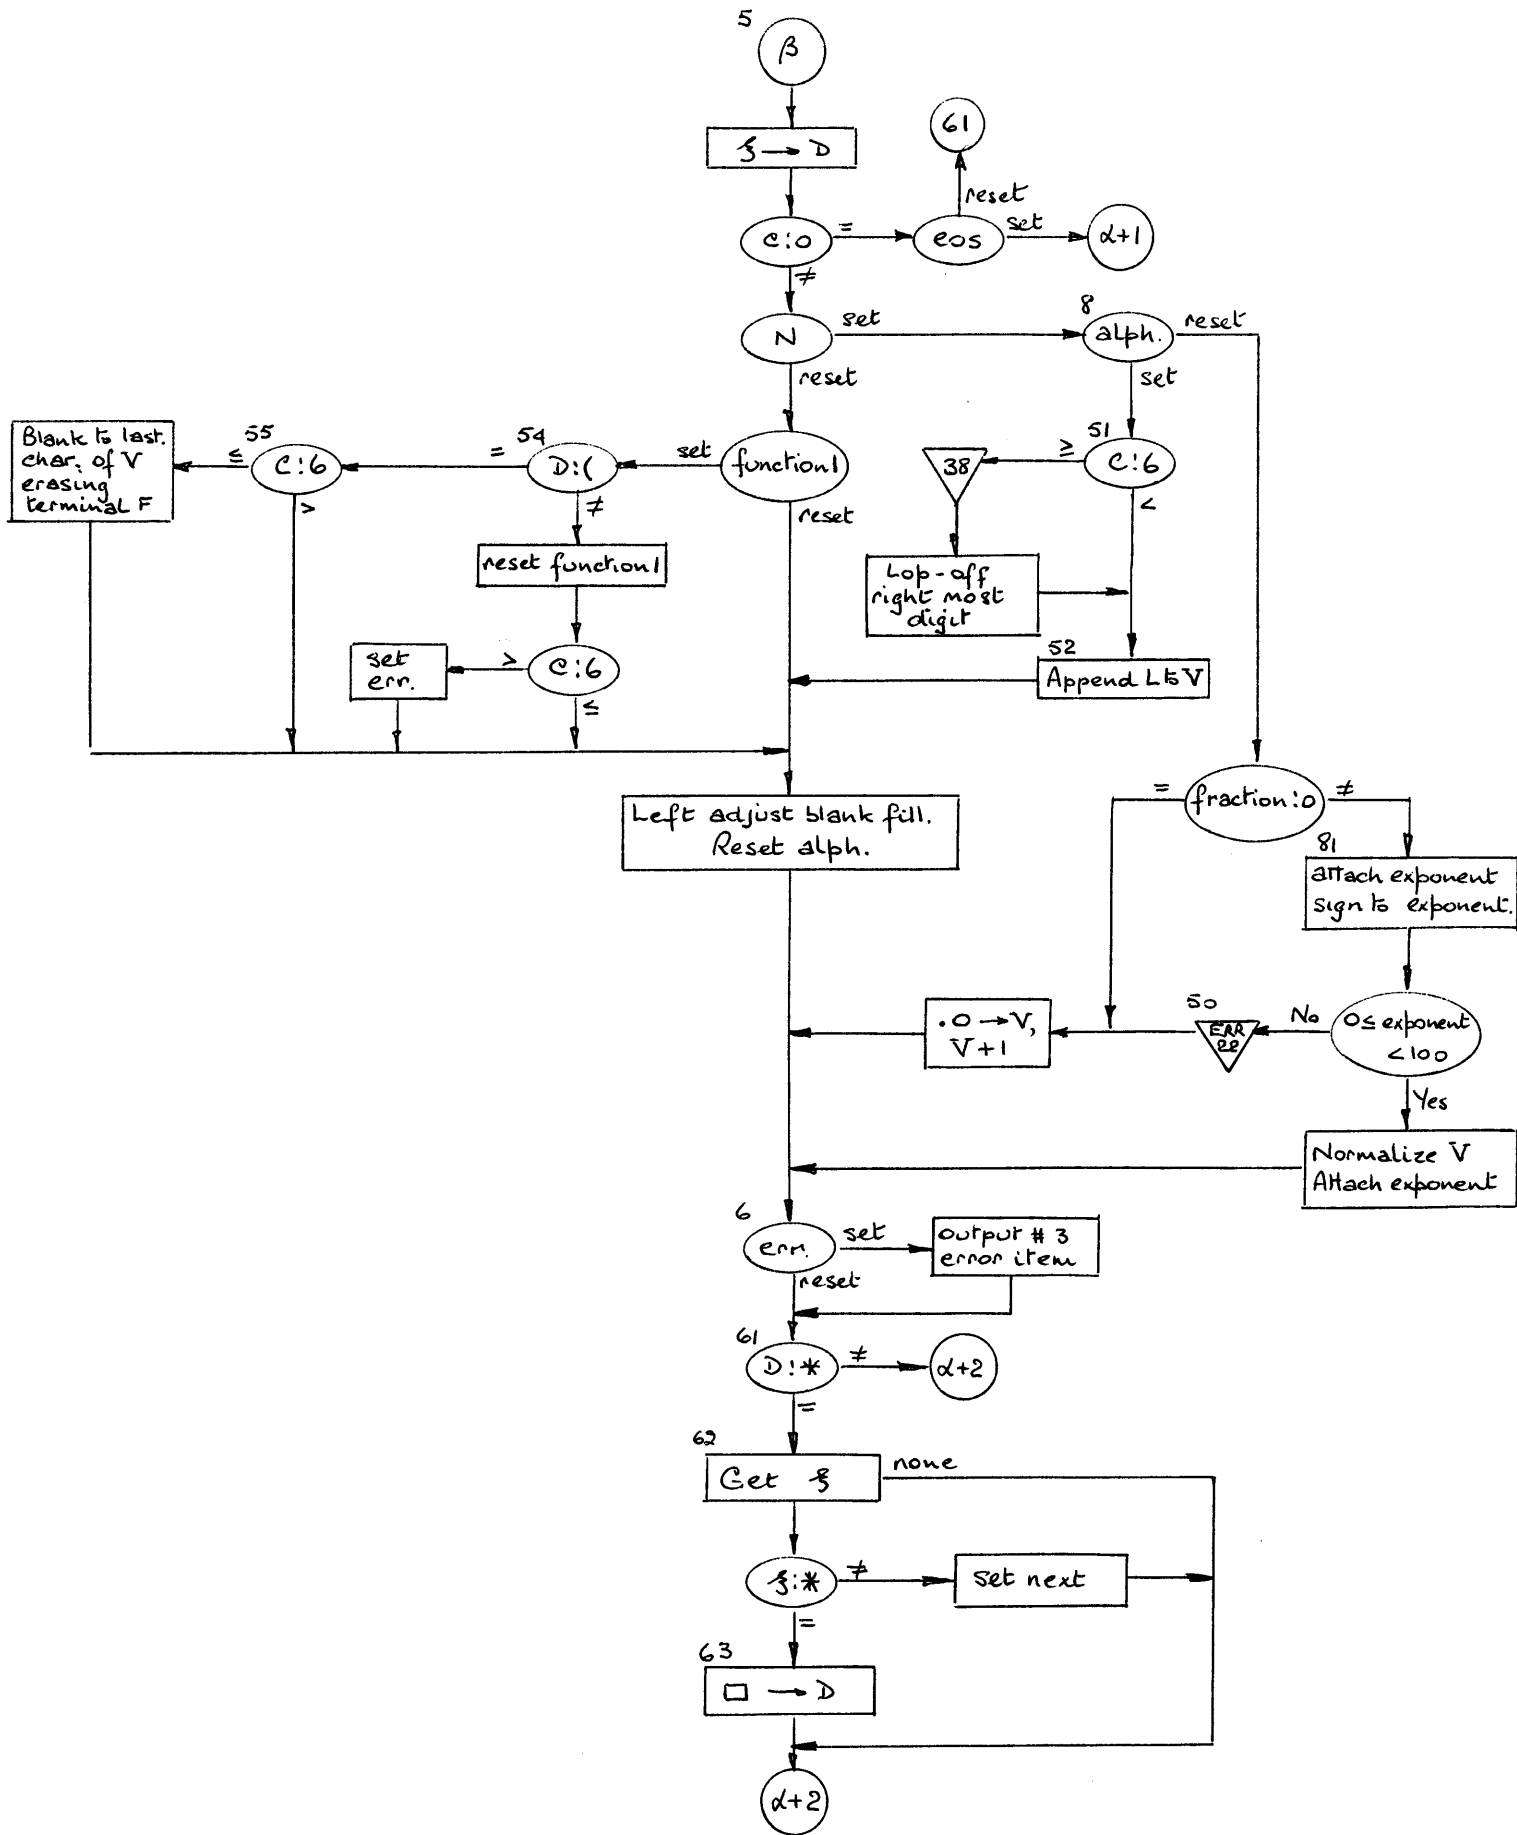 5
β
ξ → D
61
reset
C:0
=
eos
set
α+1
≠
N
set
8
alph.
reset
reset
set
Blank to last.
char. of V
erasing
terminal F
≤
55
C:6
>
=
54
D:(
≠
set
function1
reset
38
≥
51
C:6
<
reset function1
Lop-off
right most
digit
set
err.
>
C:6
≤
52
Append L to V
Left adjust blank fill.
Reset alph.
=
fraction:0
≠
81
attach exponent
sign to exponent.
.0 → V,
V+1
50
ERR
22
No
0 ≤ exponent
< 100
Yes
Normalize V
Attach exponent
6
err.
set
output # 3
error item
reset
61
D:*
≠
α+2
=
62
Get ξ
none
ξ:*
≠
set next
=
63
□ → D
α+2